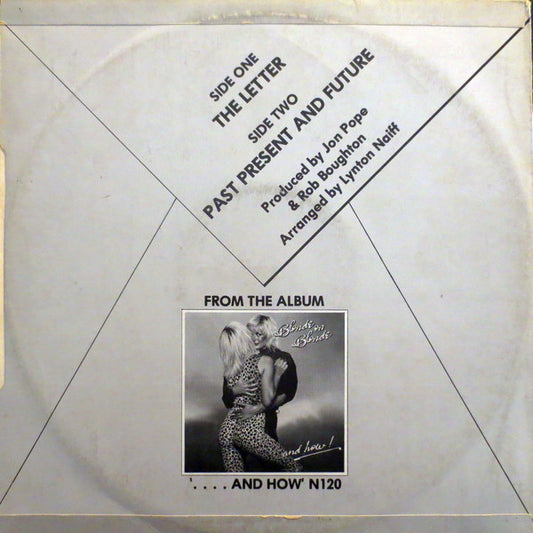 SIDE ONE
THE LETTER
SIDE TWO
PAST PRESENT AND FUTURE
Produced by Jon Pope
& Rob Boughton
Arranged by Lynton Naiff
FROM THE ALBUM
Blonde on
Blonde
and how!
'. . . . AND HOW' N120